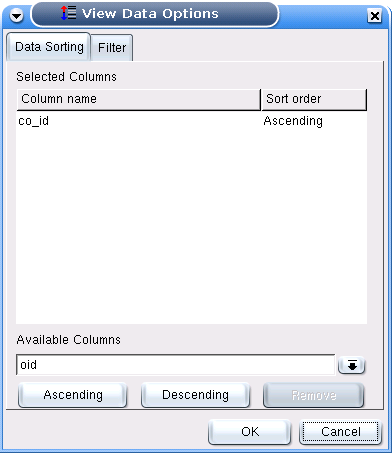 View Data Options
Data Sorting Filter
Selected Columns
Column name Sort order
co_id Ascending
Available Columns
oid
Ascending Descending Remove
OK Cancel